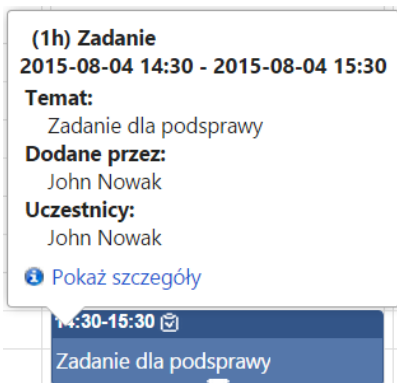 (1h) Zadanie
2015-08-04 14:30 - 2015-08-04 15:30
Temat:
Zadanie dla podsprawy
Dodane przez:
John Nowak
Uczestnicy:
John Nowak
Pokaż szczegóły
14:30-15:30
Zadanie dla podsprawy